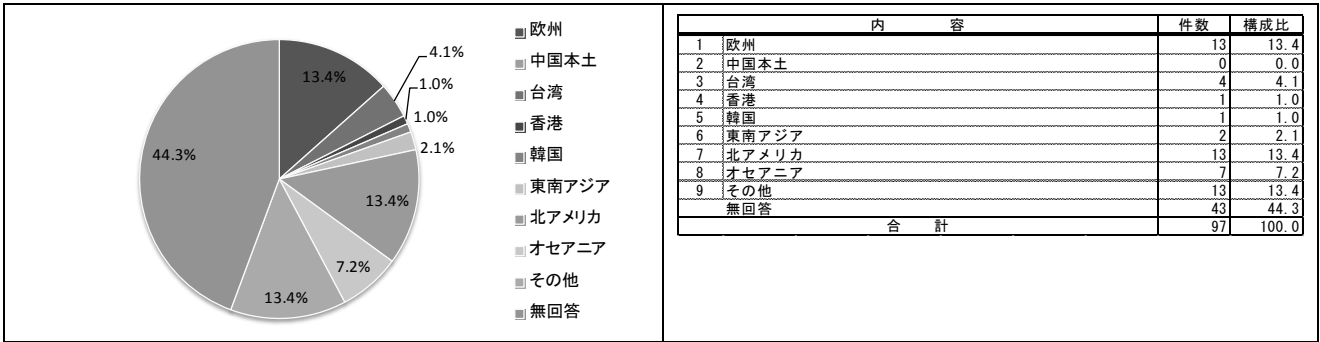 13.4%
4.1%
1.0%
1.0%
2.1%
13.4%
7.2%
13.4%
44.3%
欧州
中国本土
台湾
香港
韓国
東南アジア
北アメリカ
オセアニア
その他
無回答
内 容 件数 構成比
1 欧州 13 13.4
2 中国本土 0 0.0
3 台湾 4 4.1
4 香港 1 1.0
5 韓国 1 1.0
6 東南アジア 2 2.1
7 北アメリカ 13 13.4
8 オセアニア 7 7.2
9 その他 13 13.4
無回答 43 44.3
合 計 97 100.0